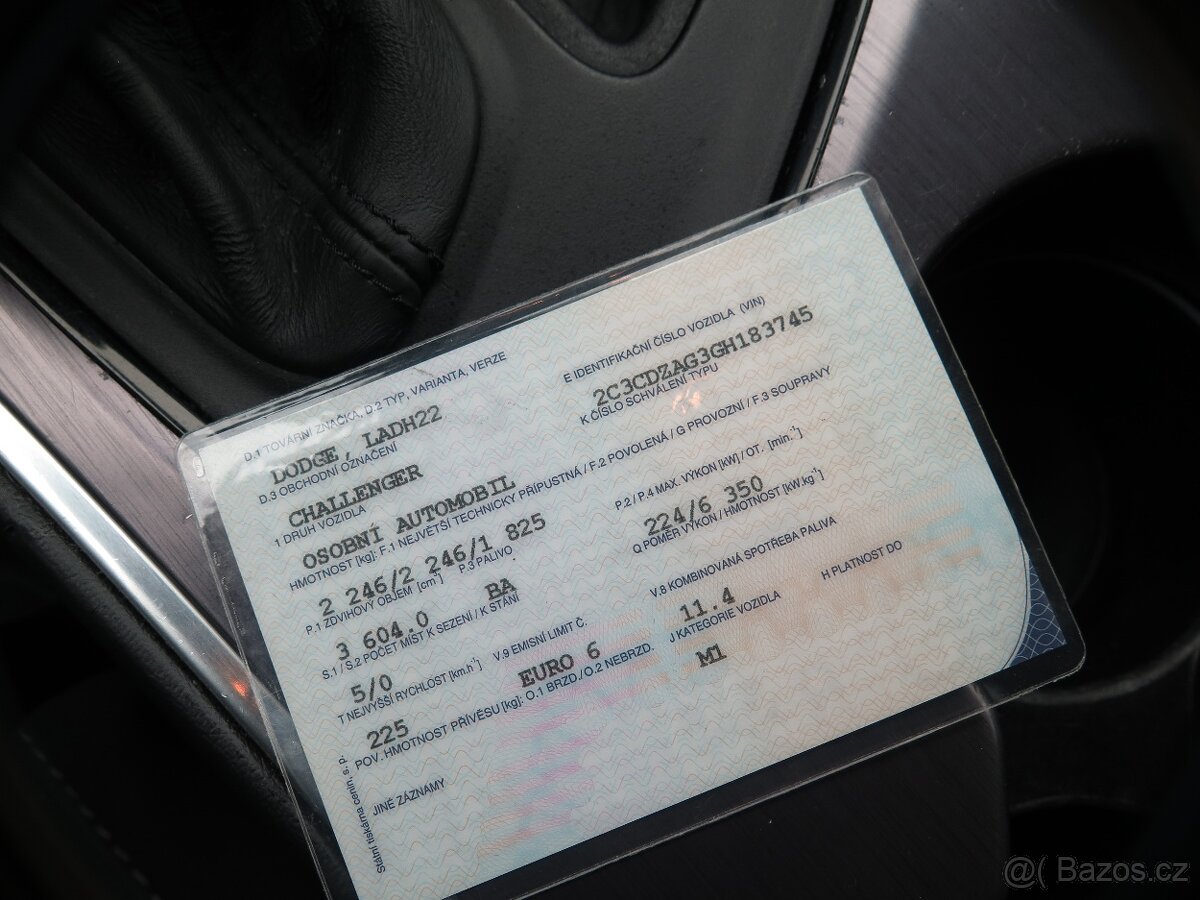 D.1 TOVÁRNÍ ZNAČKA, D.2 TYP, VARIANTA, VERZE
DODGE, LADH22
D.3 OBCHODNÍ OZNAČENÍ
CHALLENGER
E IDENTIFIKAČNÍ ČÍSLO VOZIDLA (VIN)
2C3CDZAG3GH183745
K ČÍSLO SCHVÁLENÍ TYPU
1 DRUH VOZIDLA
OSOBNÍ AUTOMOBIL
HMOTNOST [kg]: F.1 NEJVĚTŠÍ TECHNICKY PŘÍPUSTNÁ / F.2 POVOLENÁ / G PROVOZNÍ / F.3 SOUPRAVY
2 246/2 246/1 825
P.1 ZDVIHOVÝ OBJEM [cm³] P.3 PALIVO
3 604.0 BA
P.2 / P.4 MAX. VÝKON [kW] / OT. [min.⁻¹]
224/6 350
S.1 / S.2 POČET MÍST K SEZENÍ / K STÁNÍ
5/0
Q POMĚR VÝKON / HMOTNOST [kW.kg⁻¹]
T NEJVYŠŠÍ RYCHLOST [km.h⁻¹] V.9 EMISNÍ LIMIT Č.
225 EURO 6
V.8 KOMBINOVANÁ SPOTŘEBA PALIVA
11.4
POV. HMOTNOST PŘÍVĚSU [kg]: O.1 BRZD./O.2 NEBRZD.
J KATEGORIE VOZIDLA
M1
H PLATNOST DO
JINÉ ZÁZNAMY
Státní tiskárna cenin, s. p.
@( Bazos.cz